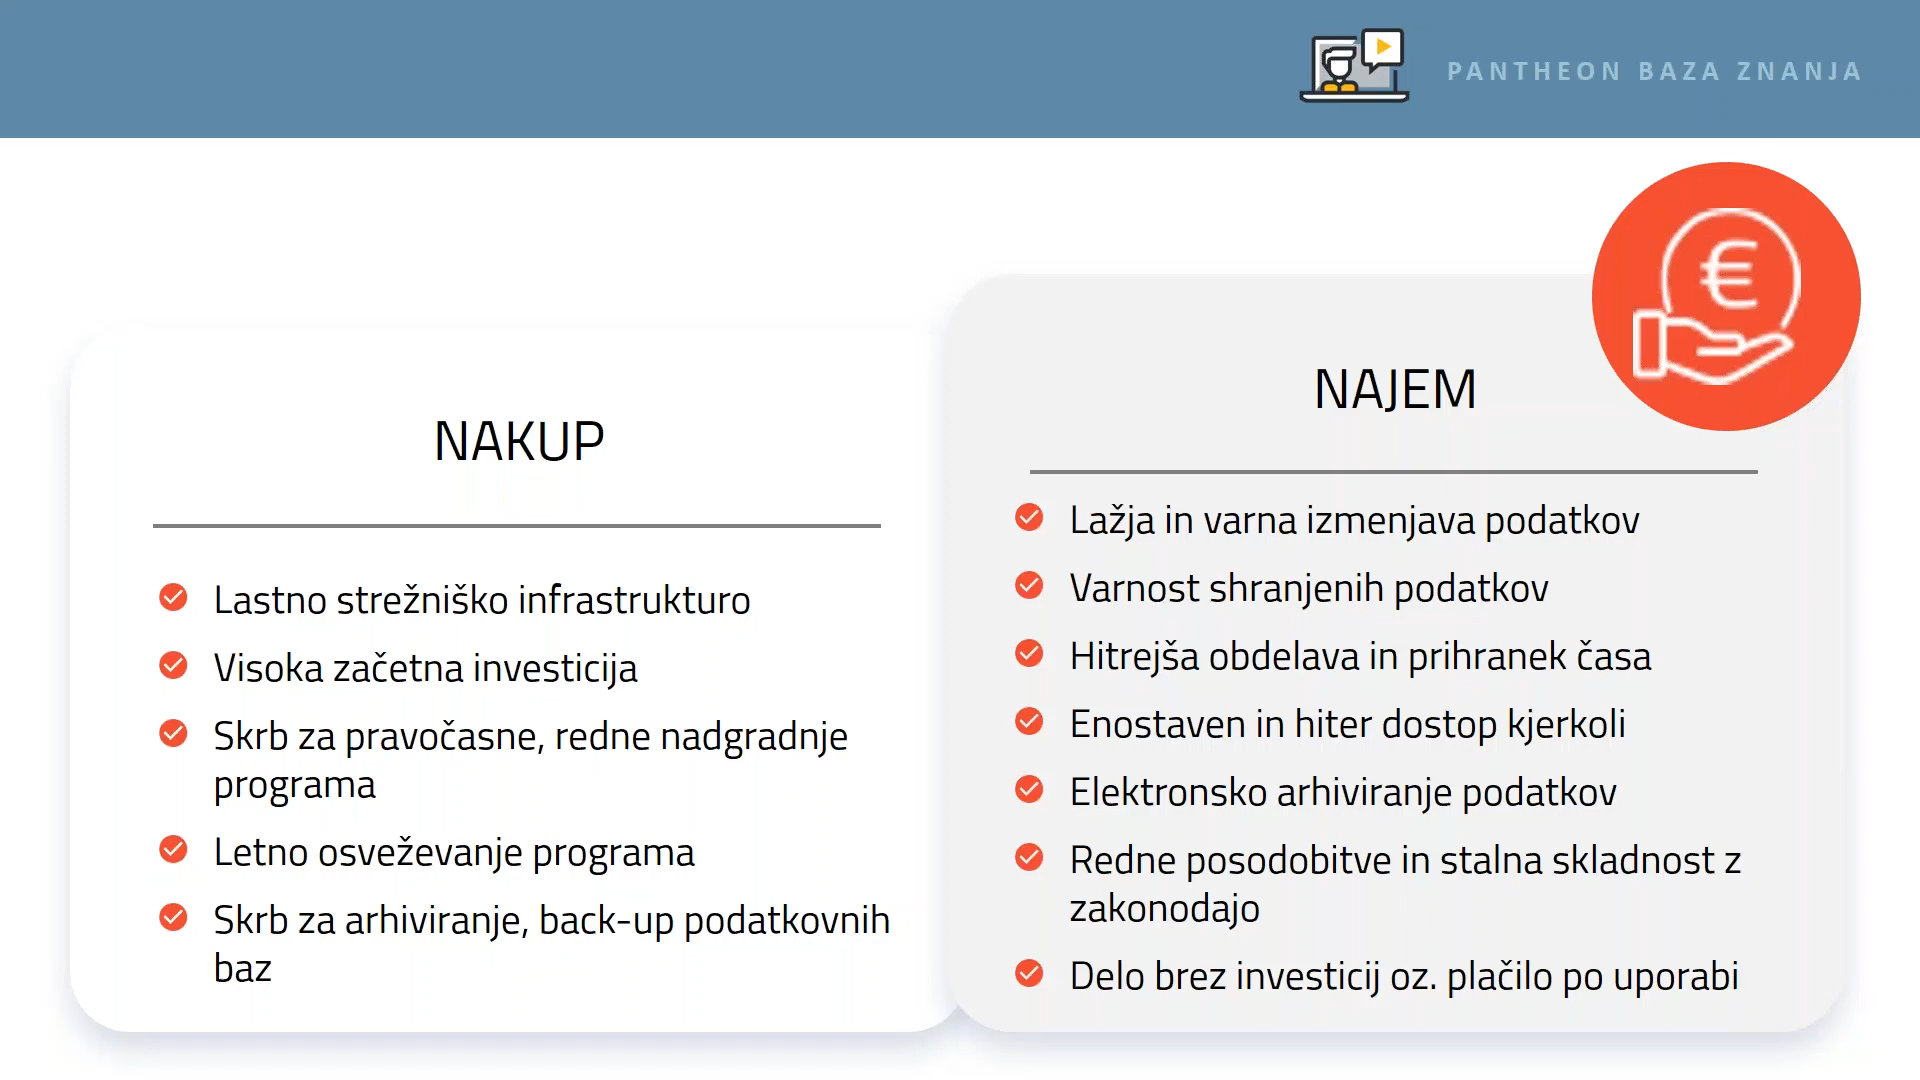 PANTHEON BAZA ZNANJA
NAKUP
Lastno strežniško infrastrukturo
Visoka začetna investicija
Skrb za pravočasne, redne nadgradnje
programa
Letno osveževanje programa
Skrb za arhiviranje, back-up podatkovnih
baz
€
NAJEM
Lažja in varna izmenjava podatkov
Varnost shranjenih podatkov
Hitrejša obdelava in prihranek časa
Enostaven in hiter dostop kjerkoli
Elektronsko arhiviranje podatkov
Redne posodobitve in stalna skladnost z
zakonodajo
Delo brez investicij oz. plačilo po uporabi